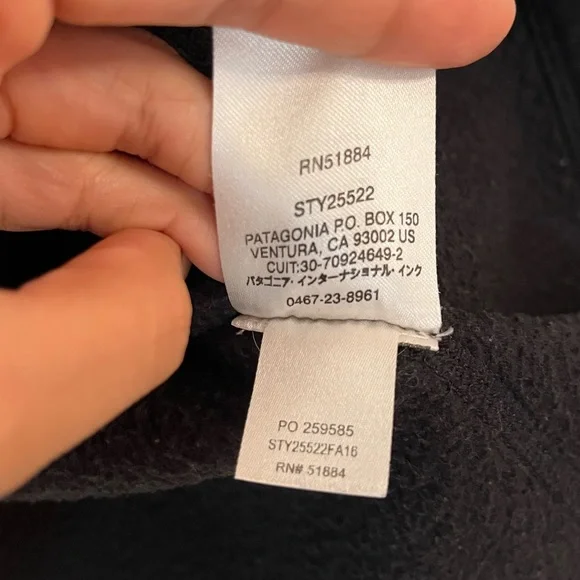 RN51884
STY25522
PATAGONIA P.O. BOX 150
VENTURA, CA 93002 US
CUIT:30-70924649-2
パタゴニア・インターナショナル・インク
0467-23-8961
PO 259585
STY25522FA16
RN# 51884